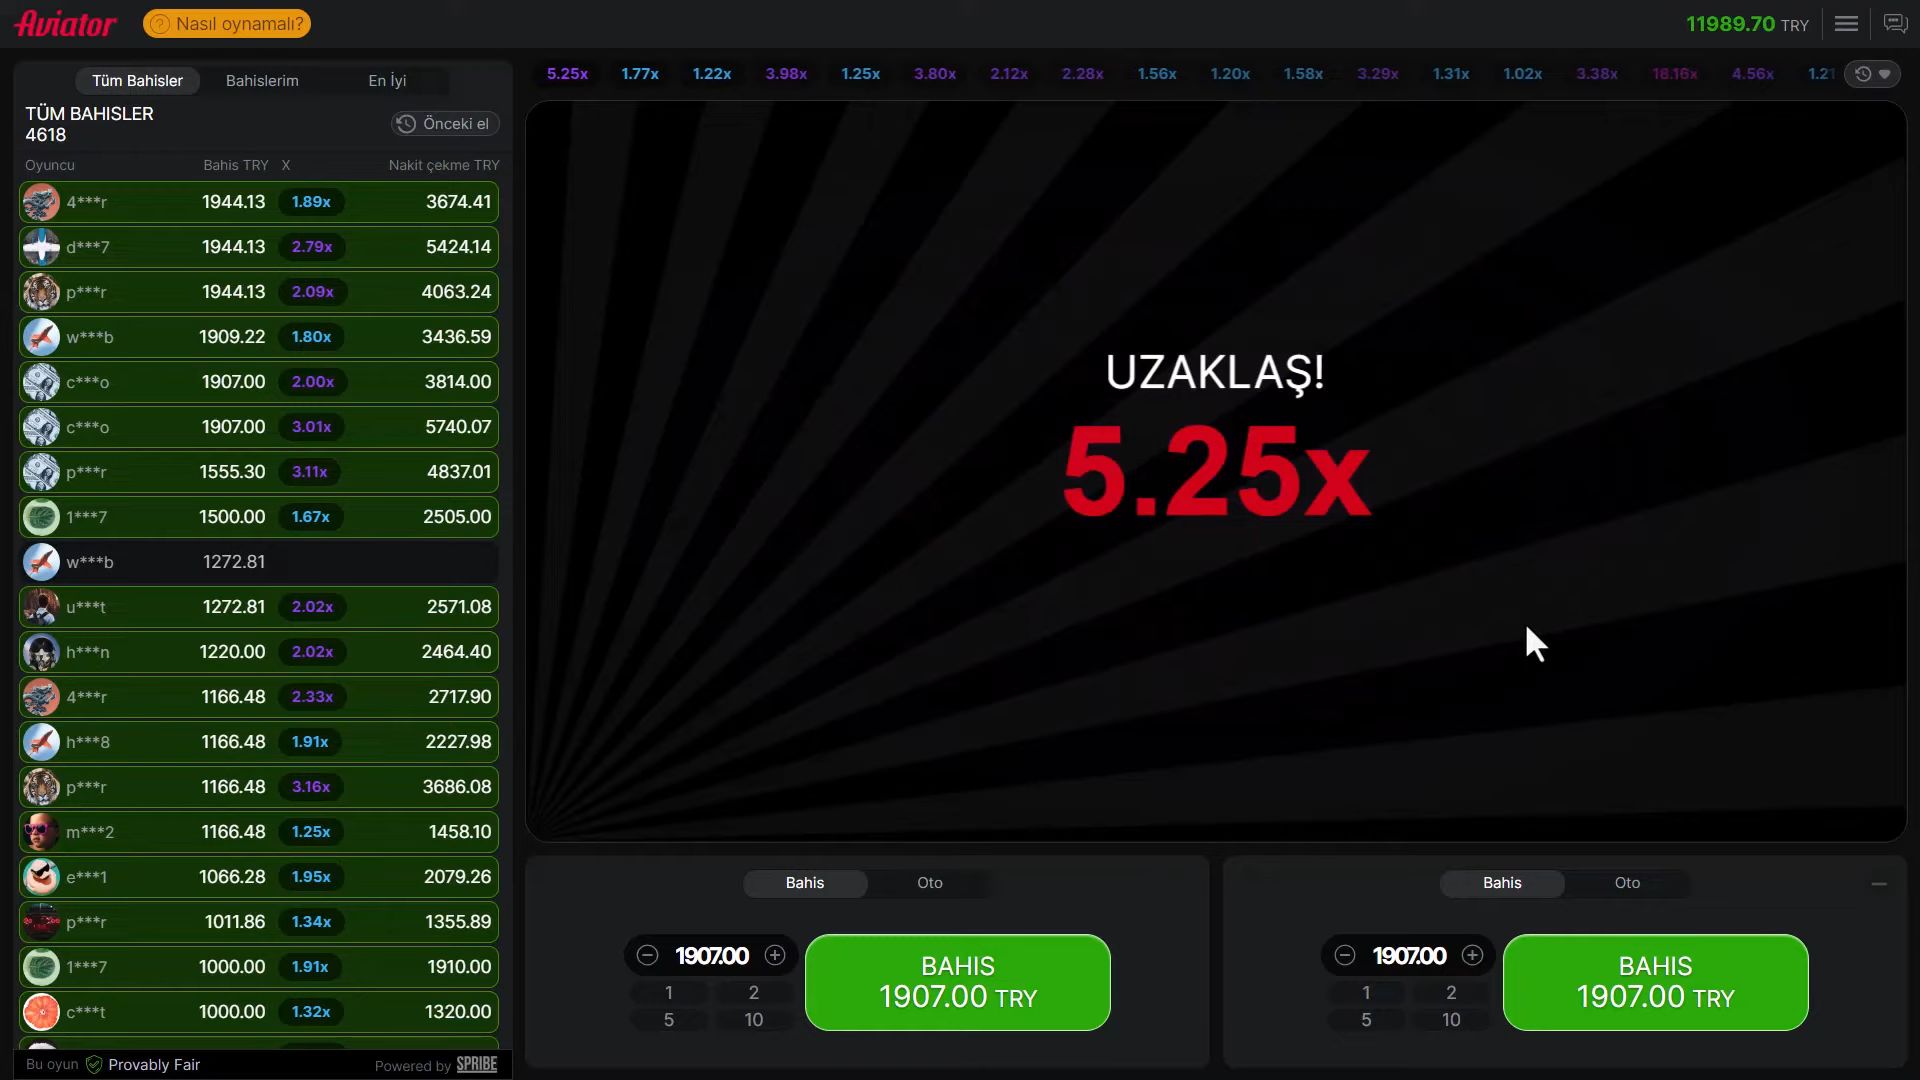 Aviator
? Nasıl oynamalı?
11989.70 TRY
Tüm Bahisler Bahislerim En İyi
TÜM BAHISLER
4618
Önceki el
Oyuncu Bahis TRY X Nakit çekme TRY
4***r 1944.13 1.89x 3674.41
d***7 1944.13 2.79x 5424.14
p***r 1944.13 2.09x 4063.24
w***b 1909.22 1.80x 3436.59
c***o 1907.00 2.00x 3814.00
c***o 1907.00 3.01x 5740.07
p***r 1555.30 3.11x 4837.01
1***7 1500.00 1.67x 2505.00
w***b 1272.81
u***t 1272.81 2.02x 2571.08
h***n 1220.00 2.02x 2464.40
4***r 1166.48 2.33x 2717.90
h***8 1166.48 1.91x 2227.98
p***r 1166.48 3.16x 3686.08
m***2 1166.48 1.25x 1458.10
e***1 1066.28 1.95x 2079.26
p***r 1011.86 1.34x 1355.89
1***7 1000.00 1.91x 1910.00
c***t 1000.00 1.32x 1320.00
Bu oyun Provably Fair Powered by SPRIBE
5.25x 1.77x 1.22x 3.98x 1.25x 3.80x 2.12x 2.28x 1.56x 1.20x 1.58x 3.29x 1.31x 1.02x 3.38x 18.16x 4.56x 1.21
UZAKLAŞ!
5.25x
Bahis Oto
1907.00
1 2
5 10
BAHIS
1907.00 TRY
Bahis Oto
1907.00
1 2
5 10
BAHIS
1907.00 TRY